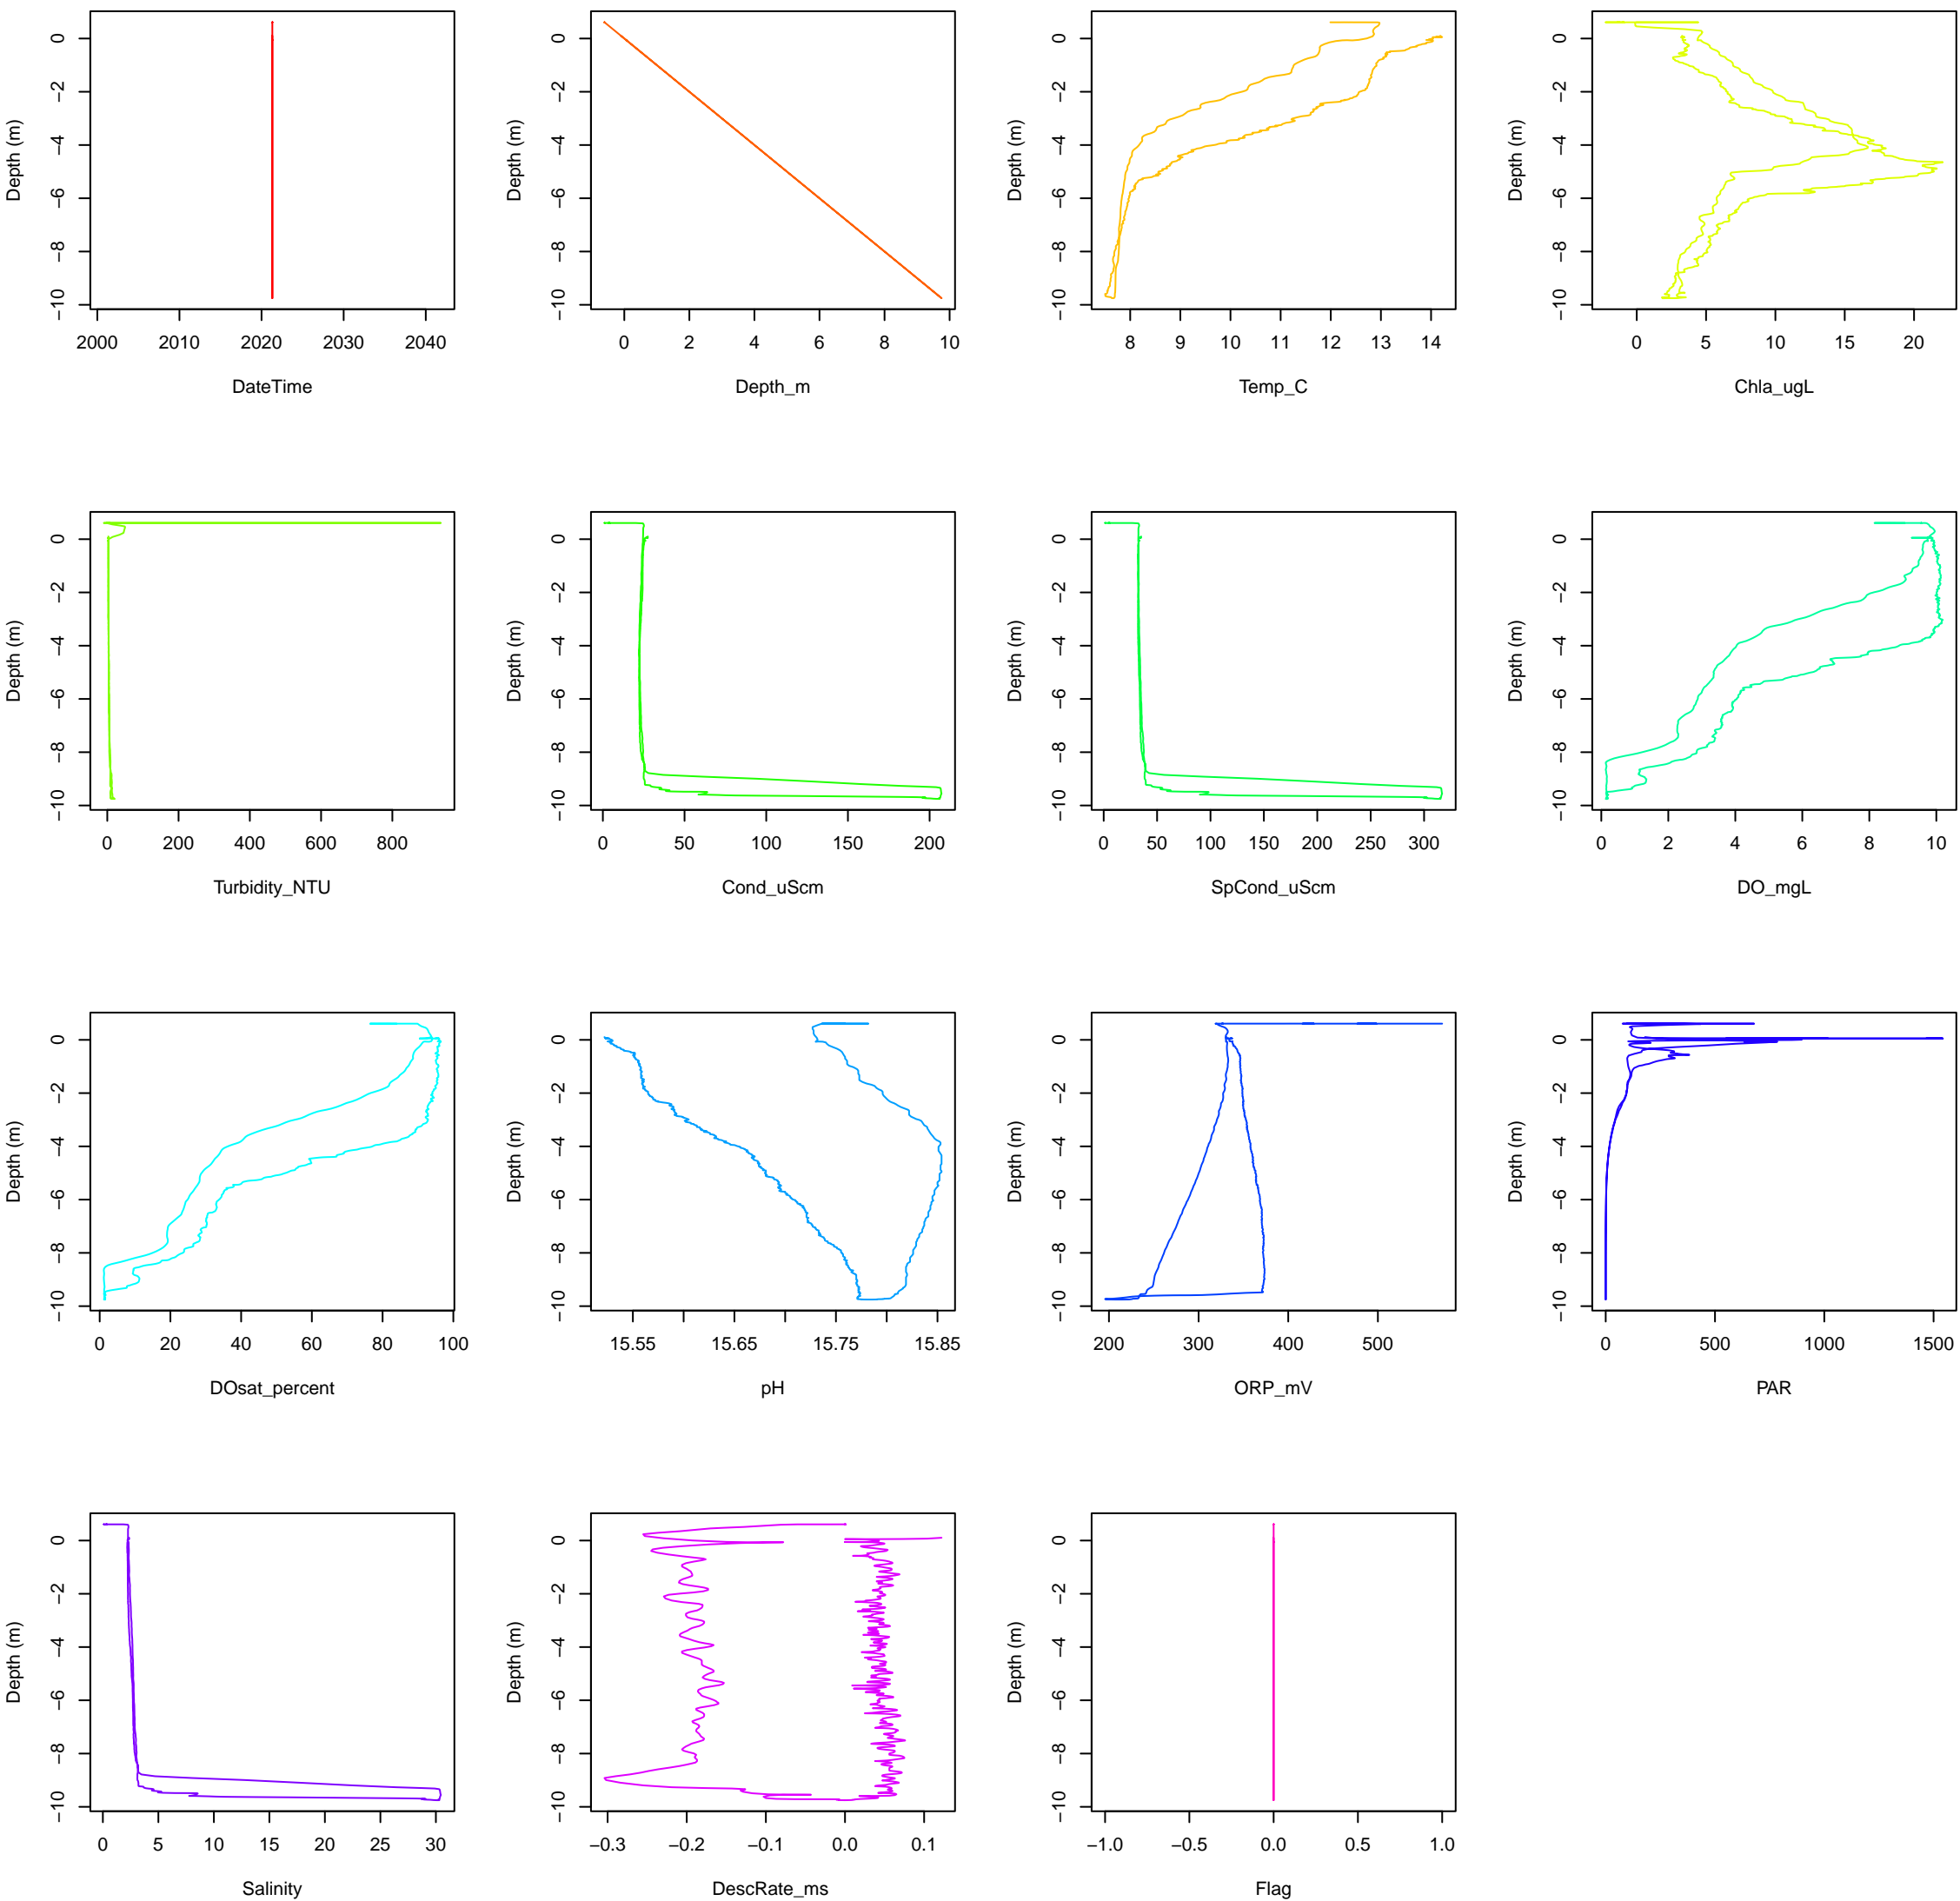 0 −2 −4 −6 −8 −10 Depth (m)
2000 2010 2020 2030 2040
DateTime
0 −2 −4 −6 −8 −10 Depth (m)
0 2 4 6 8 10
Depth_m
0 −2 −4 −6 −8 −10 Depth (m)
8 9 10 11 12 13 14
Temp_C
0 −2 −4 −6 −8 −10 Depth (m)
0 5 10 15 20
Chla_ugL
0 −2 −4 −6 −8 −10 Depth (m)
0 200 400 600 800
Turbidity_NTU
0 −2 −4 −6 −8 −10 Depth (m)
0 50 100 150 200
Cond_uScm
0 −2 −4 −6 −8 −10 Depth (m)
0 50 100 150 200 250 300
SpCond_uScm
0 −2 −4 −6 −8 −10 Depth (m)
0 2 4 6 8 10
DO_mgL
0 −2 −4 −6 −8 −10 Depth (m)
0 20 40 60 80 100
DOsat_percent
0 −2 −4 −6 −8 −10 Depth (m)
15.55 15.65 15.75 15.85
pH
0 −2 −4 −6 −8 −10 Depth (m)
200 300 400 500
ORP_mV
0 −2 −4 −6 −8 −10 Depth (m)
0 500 1000 1500
PAR
0 −2 −4 −6 −8 −10 Depth (m)
0 5 10 15 20 25 30
Salinity
0 −2 −4 −6 −8 −10 Depth (m)
−0.3 −0.2 −0.1 0.0 0.1
DescRate_ms
0 −2 −4 −6 −8 −10 Depth (m)
−1.0 −0.5 0.0 0.5 1.0
Flag